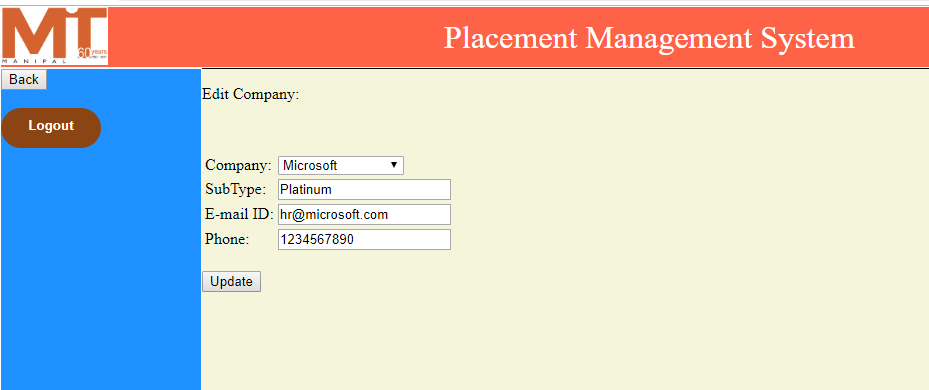 MIT
60 years
MANIPAL
Placement Management System
Back
Logout
Edit Company:
Company: Microsoft
SubType: Platinum
E-mail ID: hr@microsoft.com
Phone: 1234567890
Update